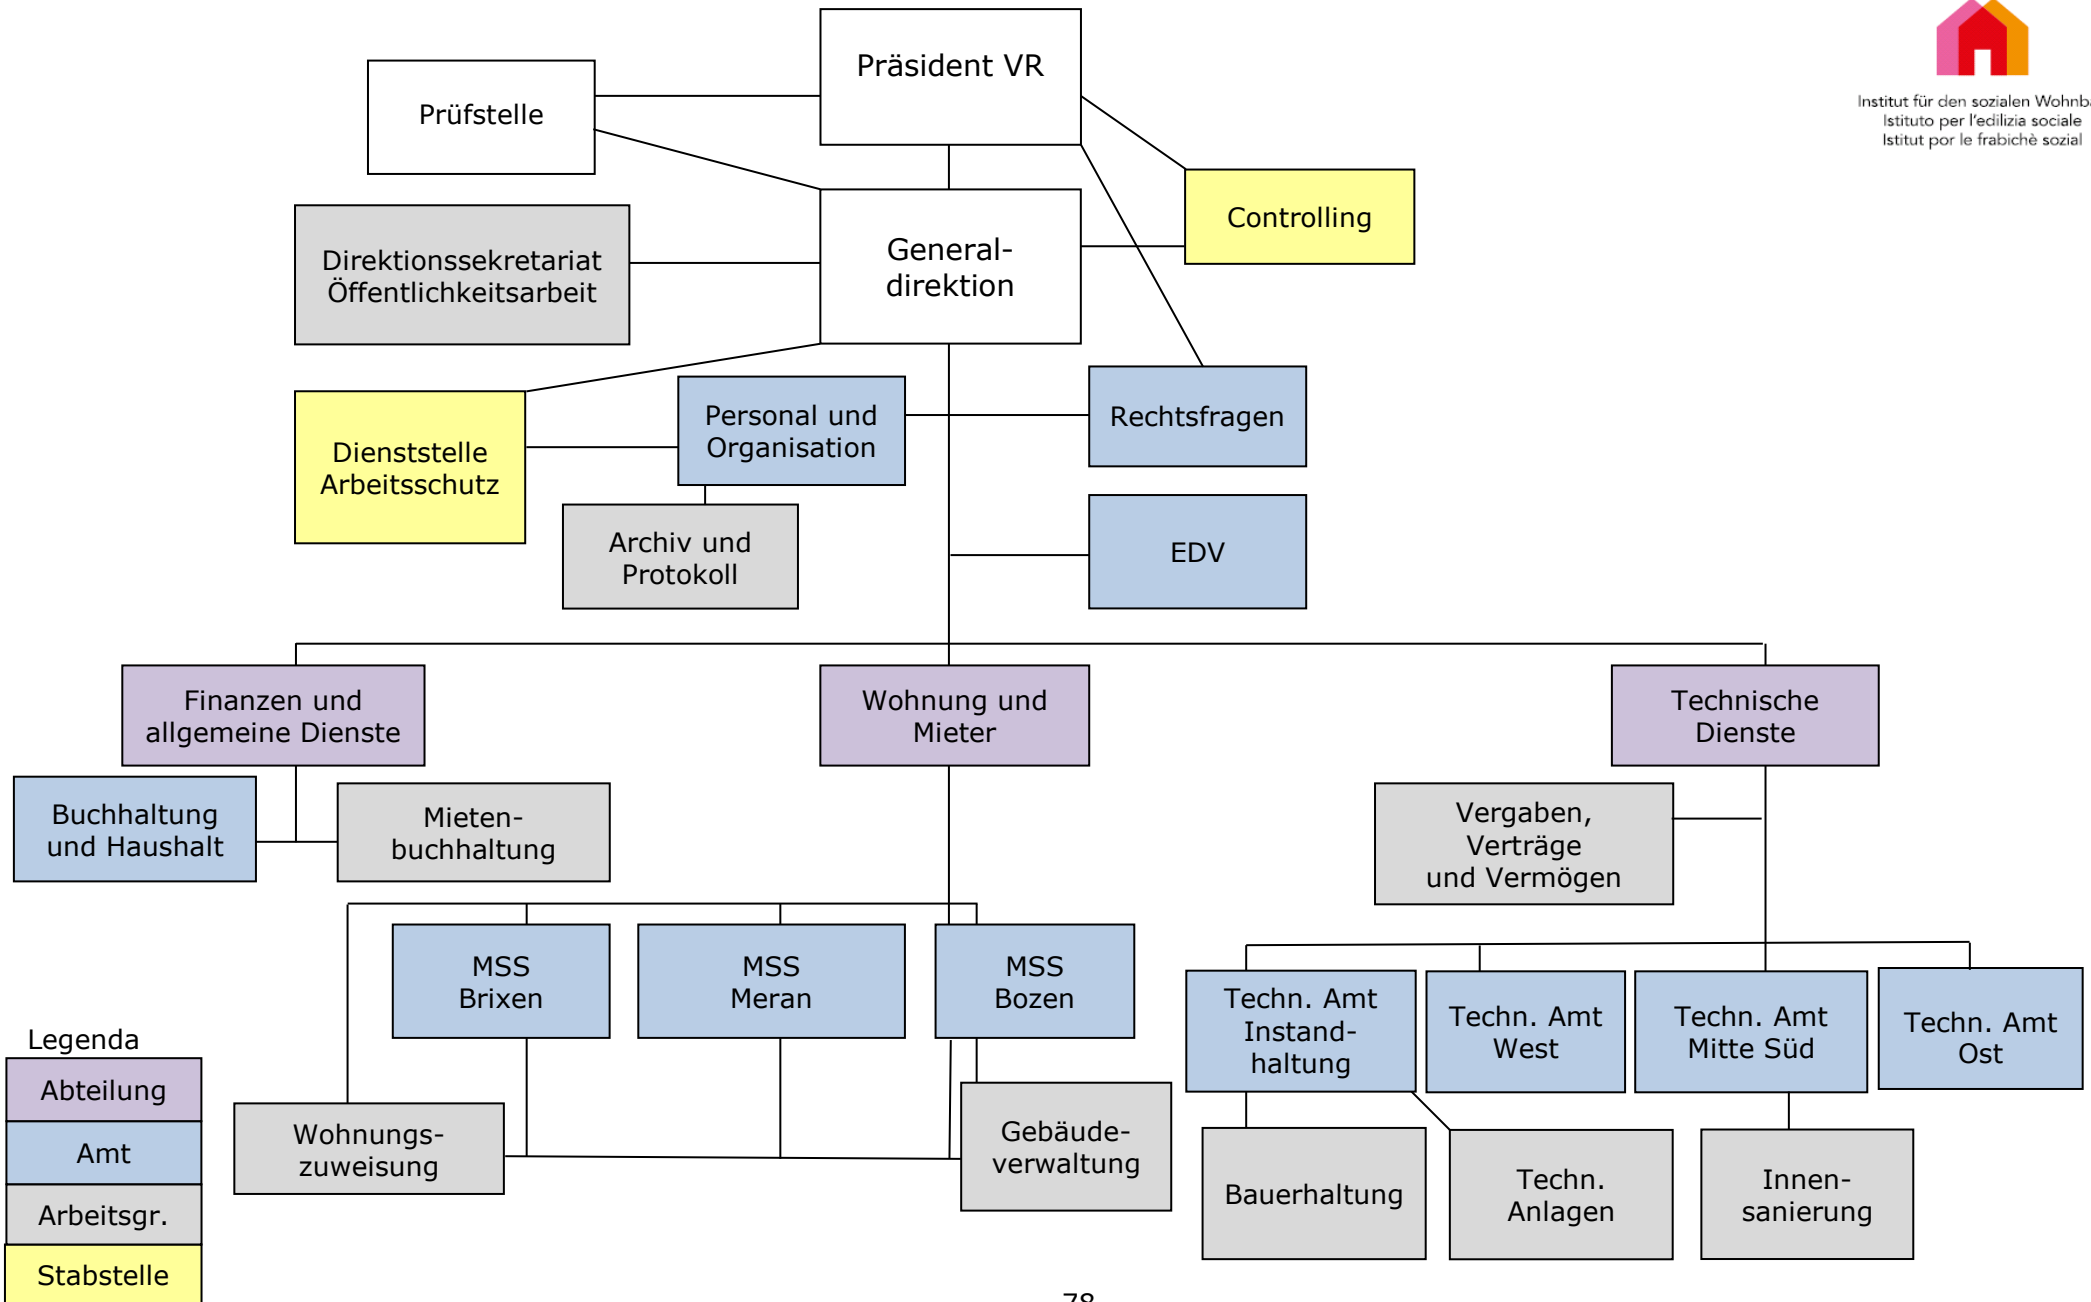 Präsident VR
Prüfstelle
Institut für den sozialen Wohnba
Istituto per l'edilizia sociale
Istitut por le frabichè sozial
Controlling
General-
direktion
Direktionssekretariat
Öffentlichkeitsarbeit
Personal und
Organisation
Rechtsfragen
Dienststelle
Arbeitsschutz
Archiv und
Protokoll
EDV
Finanzen und
allgemeine Dienste
Wohnung und
Mieter
Technische
Dienste
Buchhaltung
und Haushalt
Mieten-
buchhaltung
Vergaben,
Verträge
und Vermögen
MSS
Brixen
MSS
Meran
MSS
Bozen
Techn. Amt
Instand-
haltung
Techn. Amt
West
Techn. Amt
Mitte Süd
Techn. Amt
Ost
Legenda
Abteilung
Amt
Arbeitsgr.
Stabstelle
Wohnungs-
zuweisung
Gebäude-
verwaltung
Bauerhaltung
Techn.
Anlagen
Innen-
sanierung
78